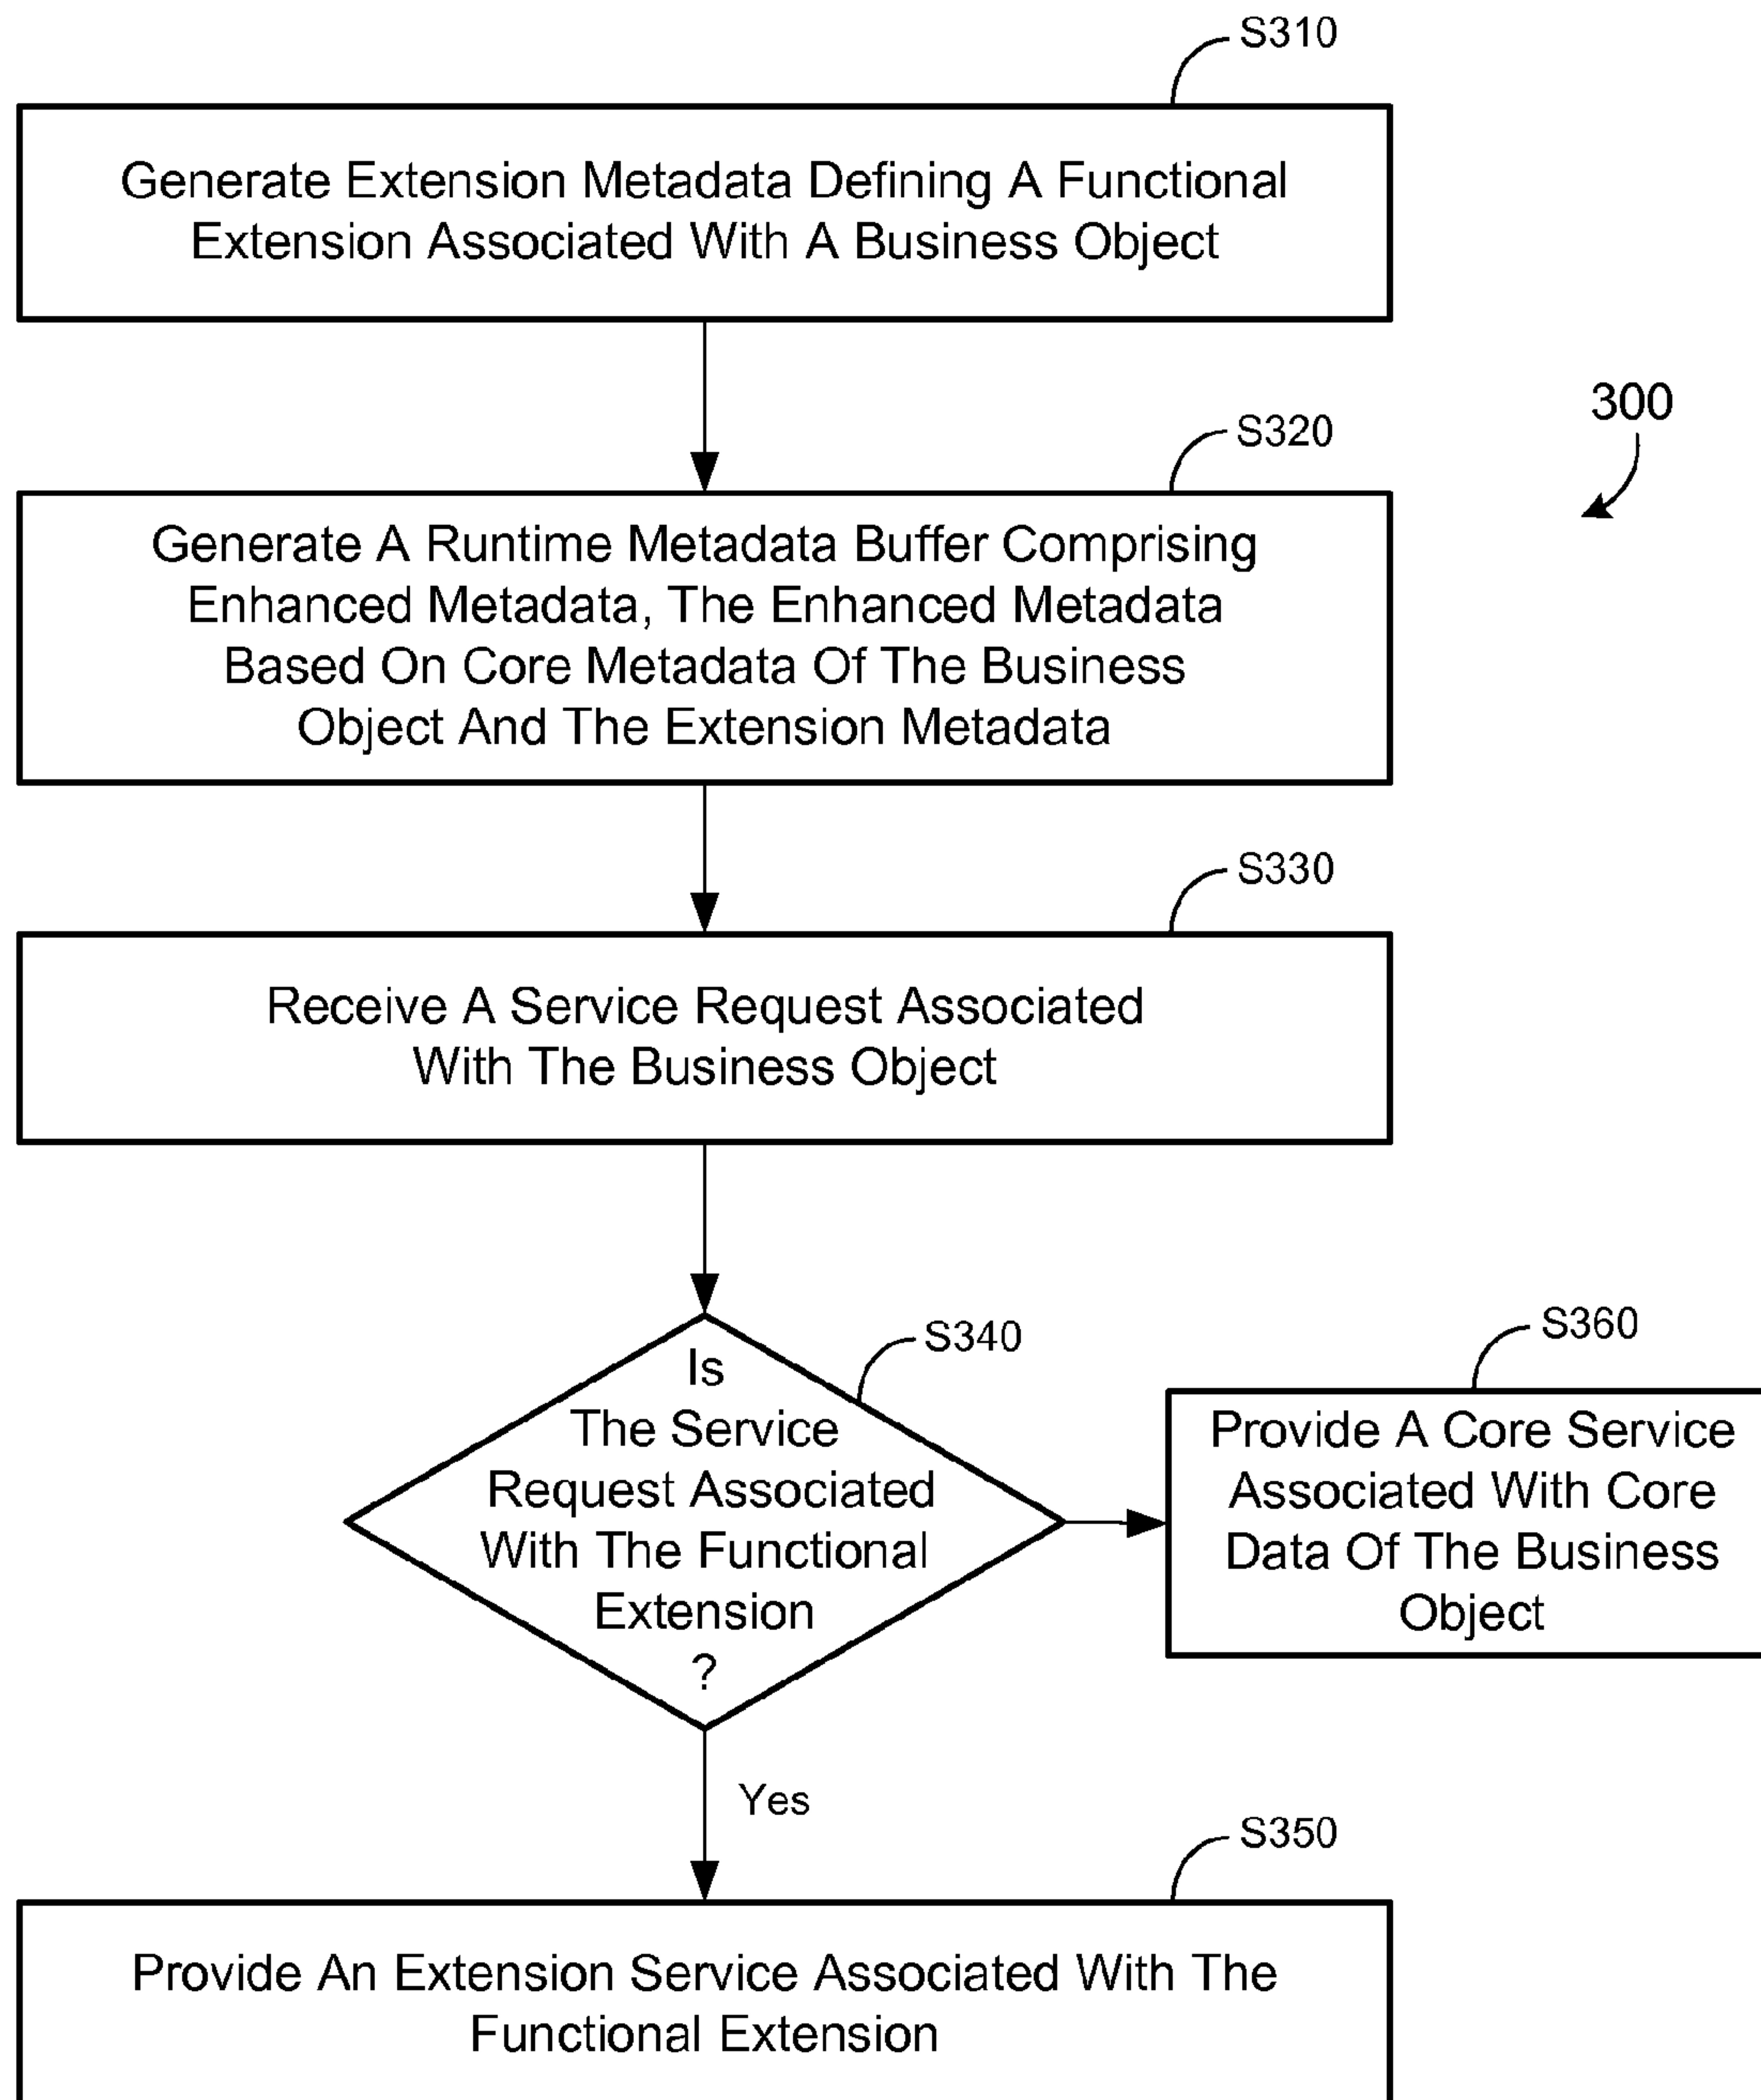 S310
Generate Extension Metadata Defining A Functional
Extension Associated With A Business Object
300
S320
Generate A Runtime Metadata Buffer Comprising
Enhanced Metadata, The Enhanced Metadata
Based On Core Metadata Of The Business
Object And The Extension Metadata
S330
Receive A Service Request Associated
With The Business Object
S340
Is
The Service
Request Associated
With The Functional
Extension
?
S360
Provide A Core Service
Associated With Core
Data Of The Business
Object
Yes
S350
Provide An Extension Service Associated With The
Functional Extension